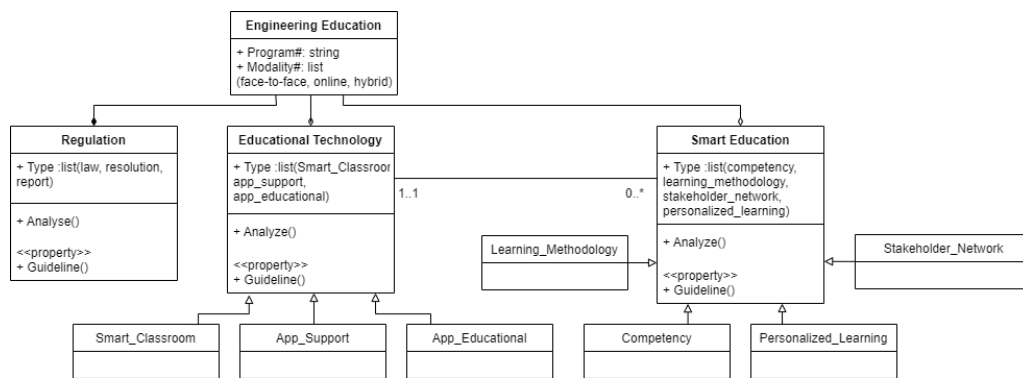 Engineering Education
+ Program#: string
+ Modality#: list
(face-to-face, online, hybrid)
Regulation
+ Type :list(law, resolution,
report)
+ Analyse()
<<property>>
+ Guideline()
Educational Technology
+ Type :list(Smart_Classroor
app_support,
app_educational)
+ Analyze()
<<property>>
+ Guideline()
1..1
0..*
Smart Education
+ Type :list(competency,
learning_methodology,
stakeholder_network,
personalized_learning)
+ Analyze()
<<property>>
+ Guideline()
Learning_Methodology
Stakeholder_Network
Smart_Classroom
App_Support
App_Educational
Competency
Personalized_Learning